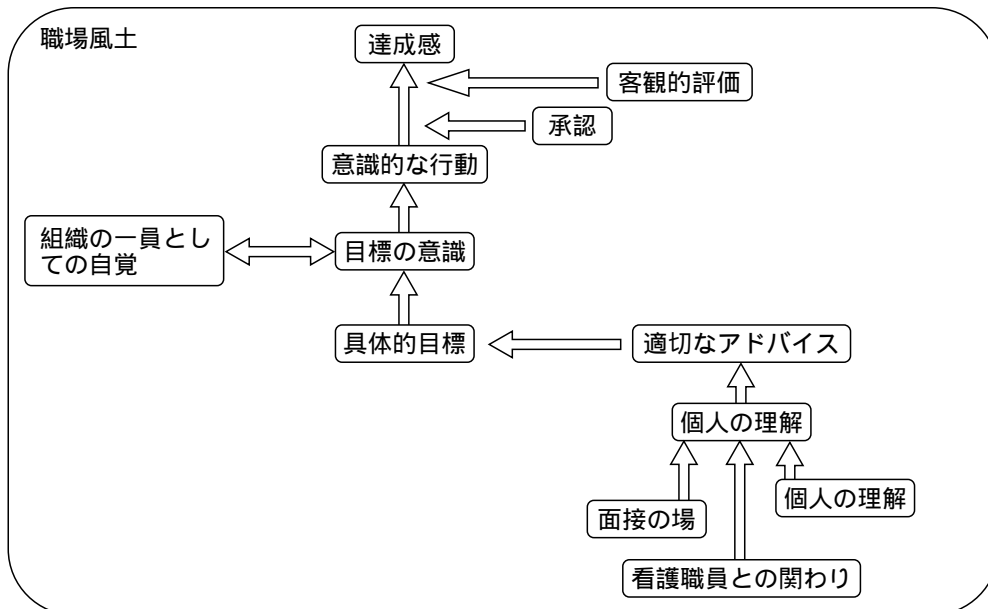 職場風土
達成感
客観的評価
承認
意識的な行動
組織の一員とし
ての自覚
目標の意識
具体的目標
適切なアドバイス
個人の理解
個人の理解
面接の場
看護職員との関わり